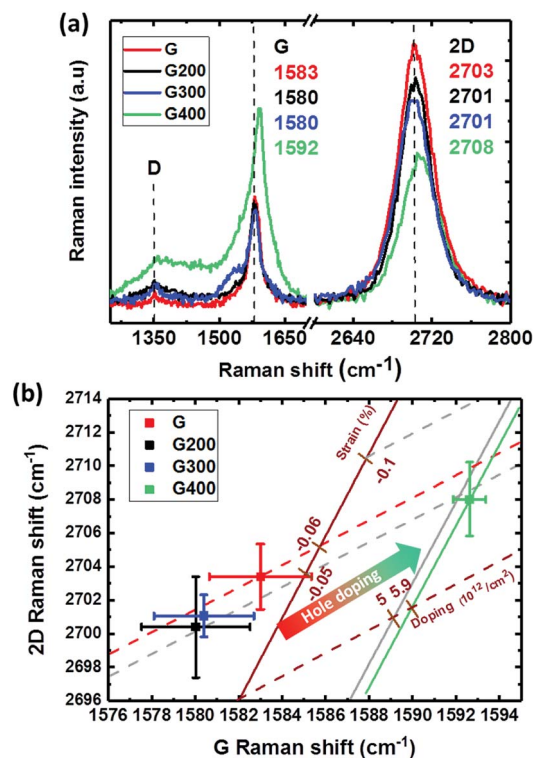 (a)
G
G200
G300
G400
G
1583
1580
1580
1592
2D
2703
2701
2701
2708
D
Raman intensity (a.u)
1350 1500 1650 2640 2720 2800
Raman shift (cm-1)
(b)
G
G200
G300
G400
2714
2712
2710
2708
2706
2704
2702
2700
2698
2696
2D Raman shift (cm-1)
Strain (%)
-0.1
-0.06
-0.05
Hole doping
5 5.9
Doping (10^12/cm2)
1576 1578 1580 1582 1584 1586 1588 1590 1592 1594
G Raman shift (cm-1)